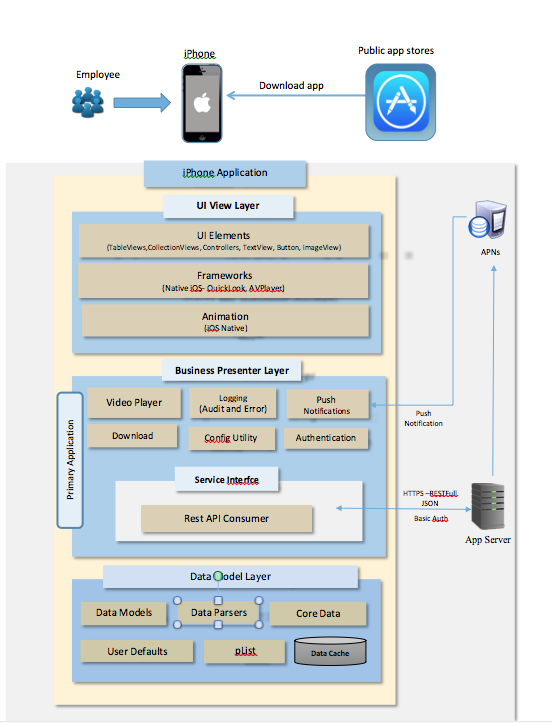 Public app stores
iPhone
Employee
Download app
iPhone Application
UI View Layer
UI Elements
(TableViews,CollectionViews, Controllers, TextView, Button, ImageView)
Frameworks
(Native iOS- QuickLook, AVPlayer)
Animation
(iOS Native)
APNs
Business Presenter Layer
Video Player
Logging
(Audit and Error)
Push
Notifications
Download
Config Utility
Authentication
Push
Notification
Primary Application
Service Interfce
Rest API Consumer
HTTPS –RESTFull
JSON
Basic Auth
App Server
Data Model Layer
Data Models
Data Parsers
Core Data
User Defaults
pList
Data Cache